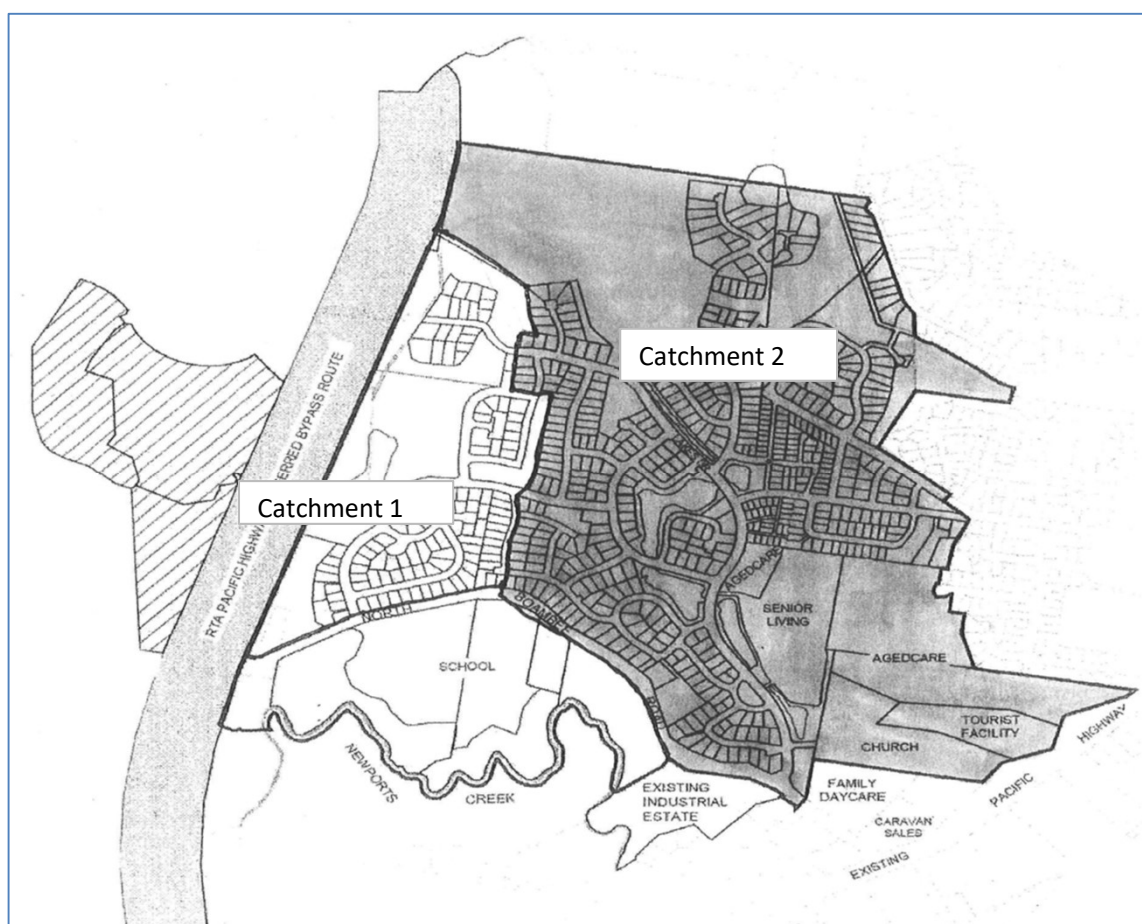 Catchment 2
RTA PACIFIC HIGHWAY
ERRED BYPASS ROUTE
Catchment 1
AGEDCARE
NORTH
BOAMBEE
SENIOR
LIVING
SCHOOL
AGEDCARE
ROAD
TOURIST
FACILITY
CHURCH
PACIFIC HIGHWAY
NEWPORTS
CREEK
EXISTING
INDUSTRIAL
ESTATE
FAMILY
DAYCARE
CARAVAN
SALES
EXISTING